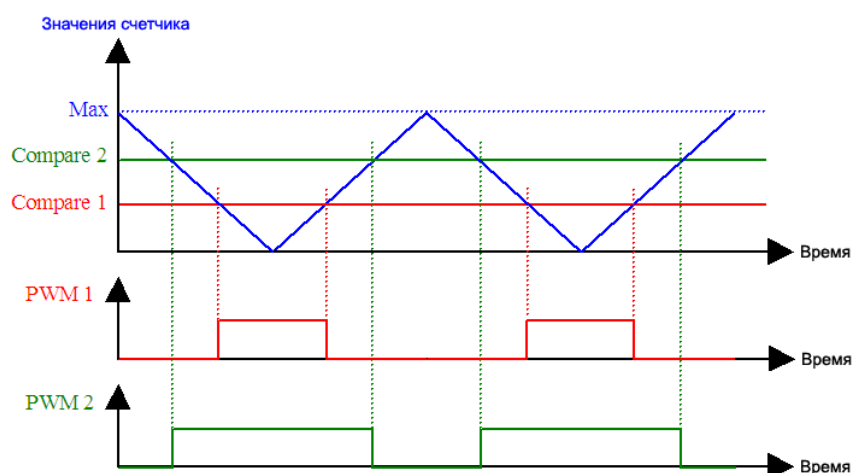 Значения счетчика
Max
Compare 2
Compare 1
Время
PWM 1
Время
PWM 2
Время